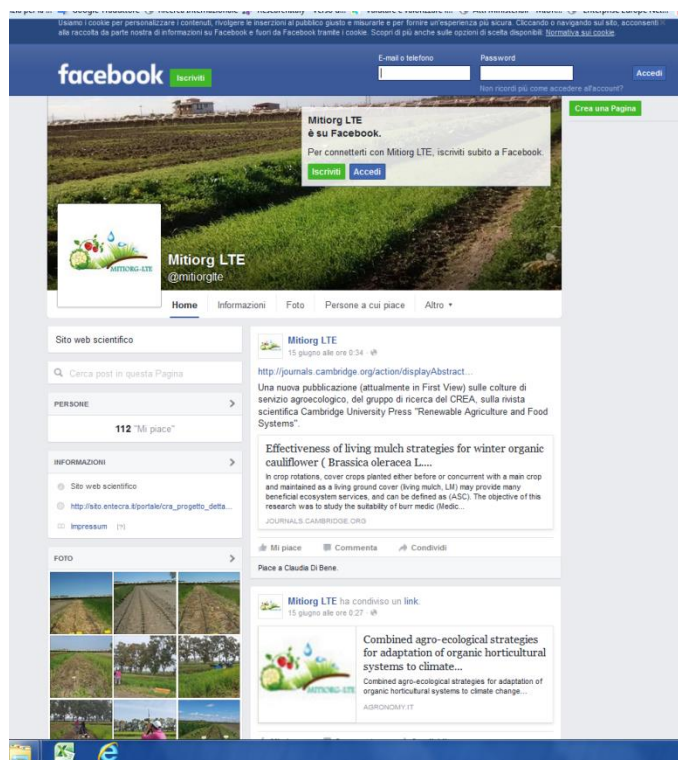 Usiamo i cookie per personalizzare i contenuti, rivolgere le inserzioni al pubblico giusto e misurarle e per fornire un'esperienza più sicura. Cliccando o navigando sul sito, acconsenti
alla raccolta da parte nostra di informazioni su Facebook e fuori da Facebook tramite i cookie. Scopri di più anche sulle opzioni di scelta disponibili: Normativa sui cookie.
facebook Iscriviti
E-mail o telefono Password
Accedi
Non ricordi più come accedere all'account?
Crea una Pagina
Mitiorg LTE
è su Facebook.
Per connetterti con Mitiorg LTE, iscriviti subito a Facebook.
Iscriviti Accedi
MITIORG-LTE
Mitiorg LTE
@mitiorglte
Home Informazioni Foto Persone a cui piace Altro
Sito web scientifico
Cerca post in questa Pagina
PERSONE
112 "Mi piace"
INFORMAZIONI
Sito web scientifico
http://sito.entecra.it/portale/cra_progetto_detta...
Impressum [?]
FOTO
Mitiorg LTE
15 giugno alle ore 0:34
http://journals.cambridge.org/action/displayAbstract...
Una nuova pubblicazione (attualmente in First View) sulle colture di
servizio agroecologico, del gruppo di ricerca del CREA, sulla rivista
scientifica Cambridge University Press "Renewable Agriculture and Food
Systems".
Effectiveness of living mulch strategies for winter organic
cauliflower ( Brassica oleracea L....
In crop rotations, cover crops planted either before or concurrent with a main crop
and maintained as a living ground cover (living mulch, LM) may provide many
beneficial ecosystem services, and can be defined as (ASC). The objective of this
research was to study the suitability of burr medic (Medic...
JOURNALS.CAMBRIDGE.ORG
Mi piace Commenta Condividi
Piace a Claudia Di Bene.
Mitiorg LTE ha condiviso un link.
15 giugno alle ore 0:27
MITIORG-LTE
Combined agro-ecological strategies
for adaptation of organic horticultural
systems to climate...
Combined agro-ecological strategies for adaptation of
organic horticultural systems to climate change...
AGRONOMY.IT